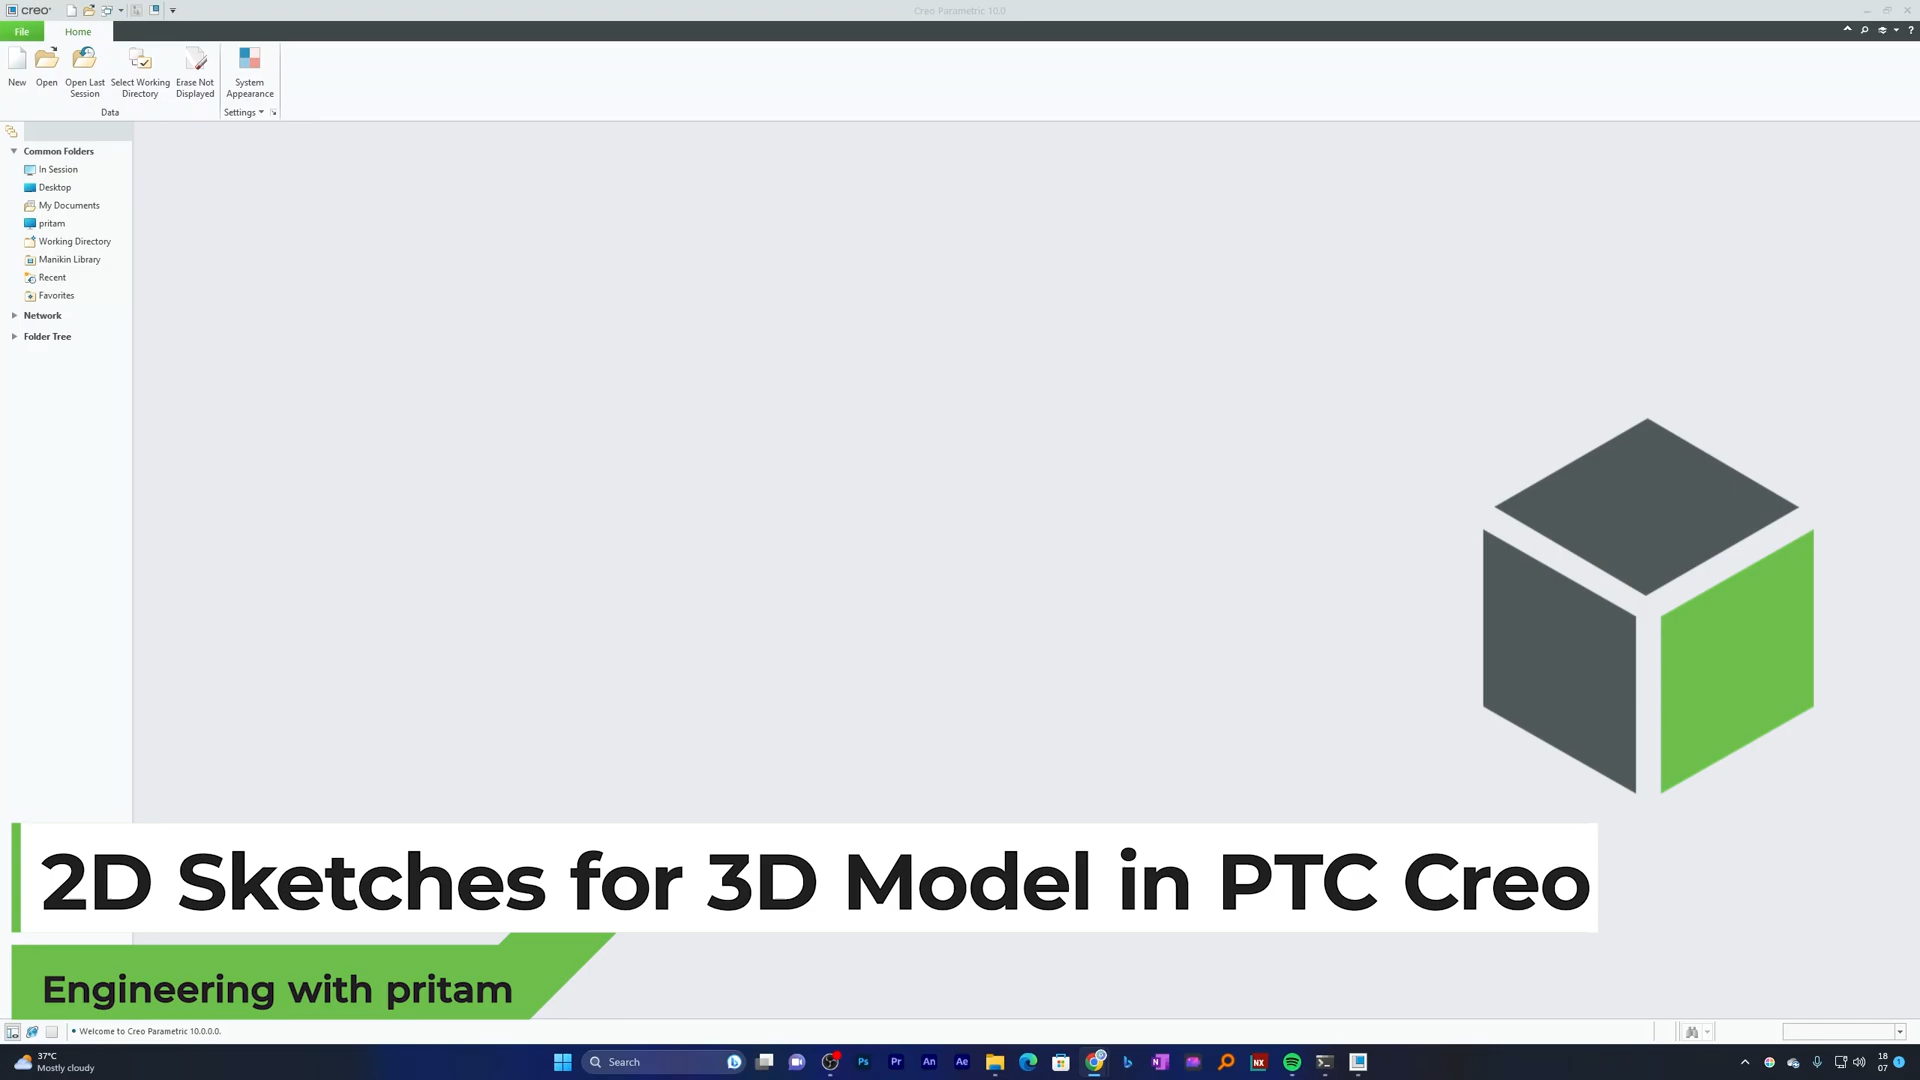 creo
Creo Parametric 10.0
File
Home
New
Open
Open Last
Session
Select Working
Directory
Erase Not
Displayed
System
Appearance
Data
Settings
Common Folders
In Session
Desktop
My Documents
pritam
Working Directory
Manikin Library
Recent
Favorites
Network
Folder Tree
2D Sketches for 3D Model in PTC Creo
Engineering with pritam
• Welcome to Creo Parametric 10.0.0.0.
37°C
Mostly cloudy
Search
Ps
Pr
An
Ae
NX
18
07
1